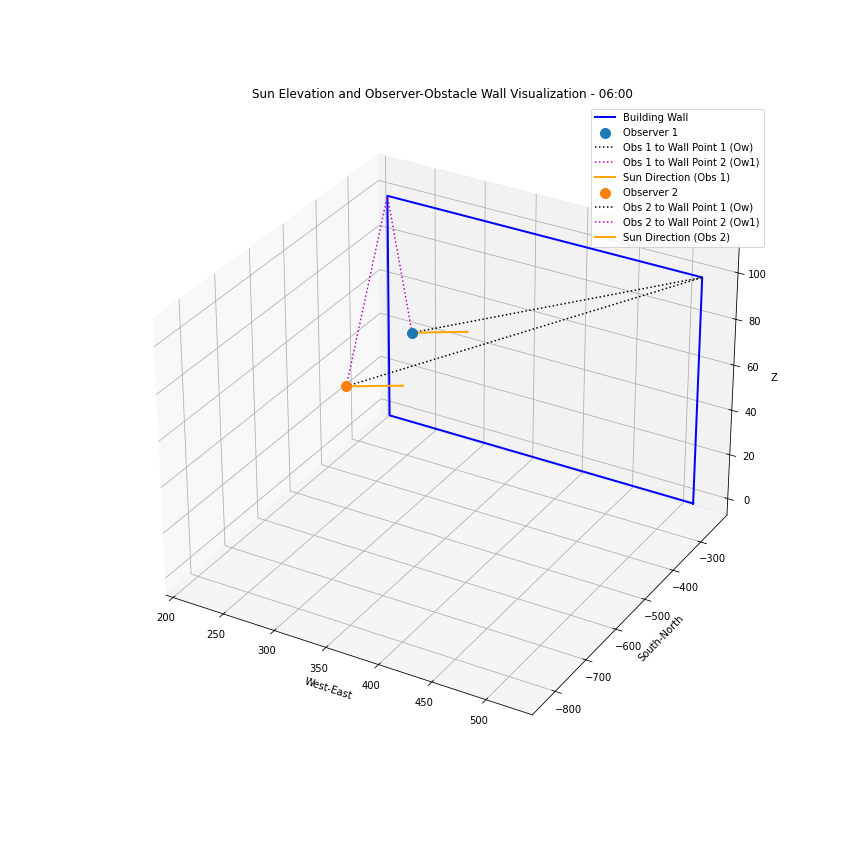 Sun Elevation and Observer-Obstacle Wall Visualization - 06:00
Building Wall
Observer 1
Obs 1 to Wall Point 1 (Ow)
Obs 1 to Wall Point 2 (Ow1)
Sun Direction (Obs 1)
Observer 2
Obs 2 to Wall Point 1 (Ow)
Obs 2 to Wall Point 2 (Ow1)
Sun Direction (Obs 2)
100
80
60
40
20
0
Z
−300
−400
−500
−600
−700
−800
South-North
200
250
300
350
400
450
500
West-East